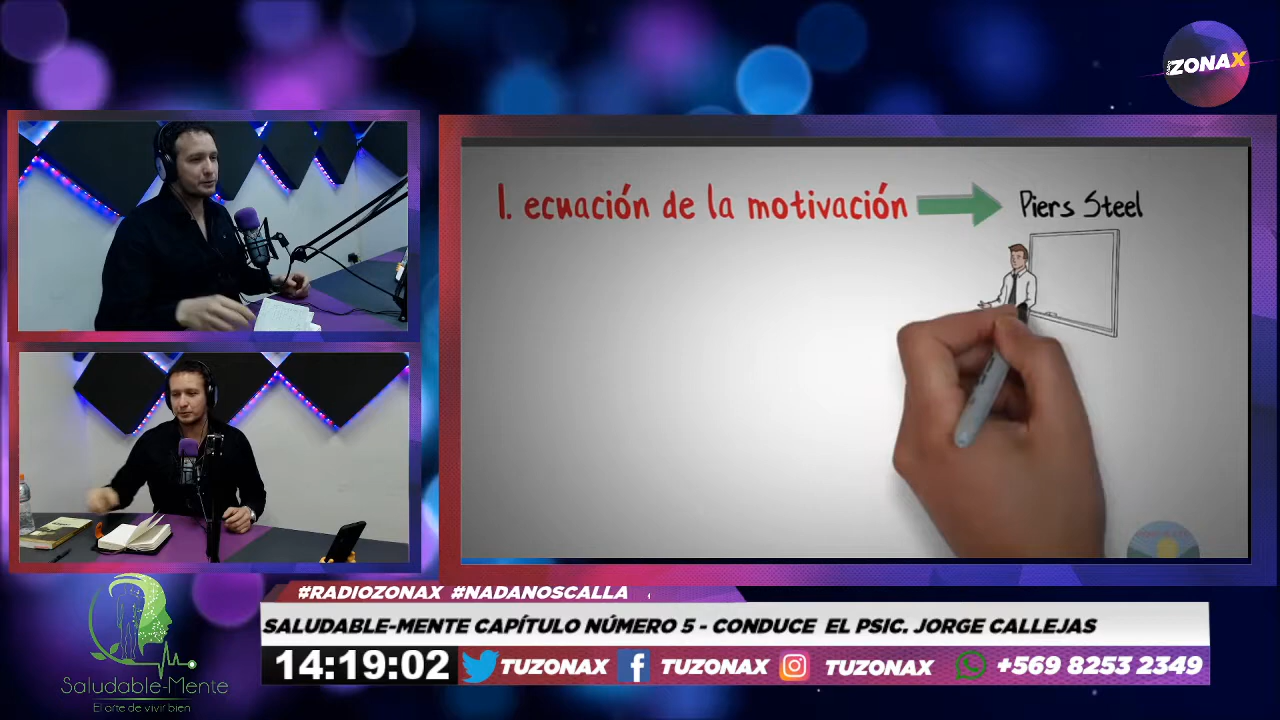 ZONAX
1. ecuación de la motivación
Piers Steel
#RADIOZONAX #NADANOSCALLA
SALUDABLE-MENTE CAPÍTULO NÚMERO 5 - CONDUCE EL PSIC. JORGE CALLEJAS
14:19:02 TUZONAX TUZONAX TUZONAX +569 8253 2349
Saludable-Mente
El arte de vivir bien